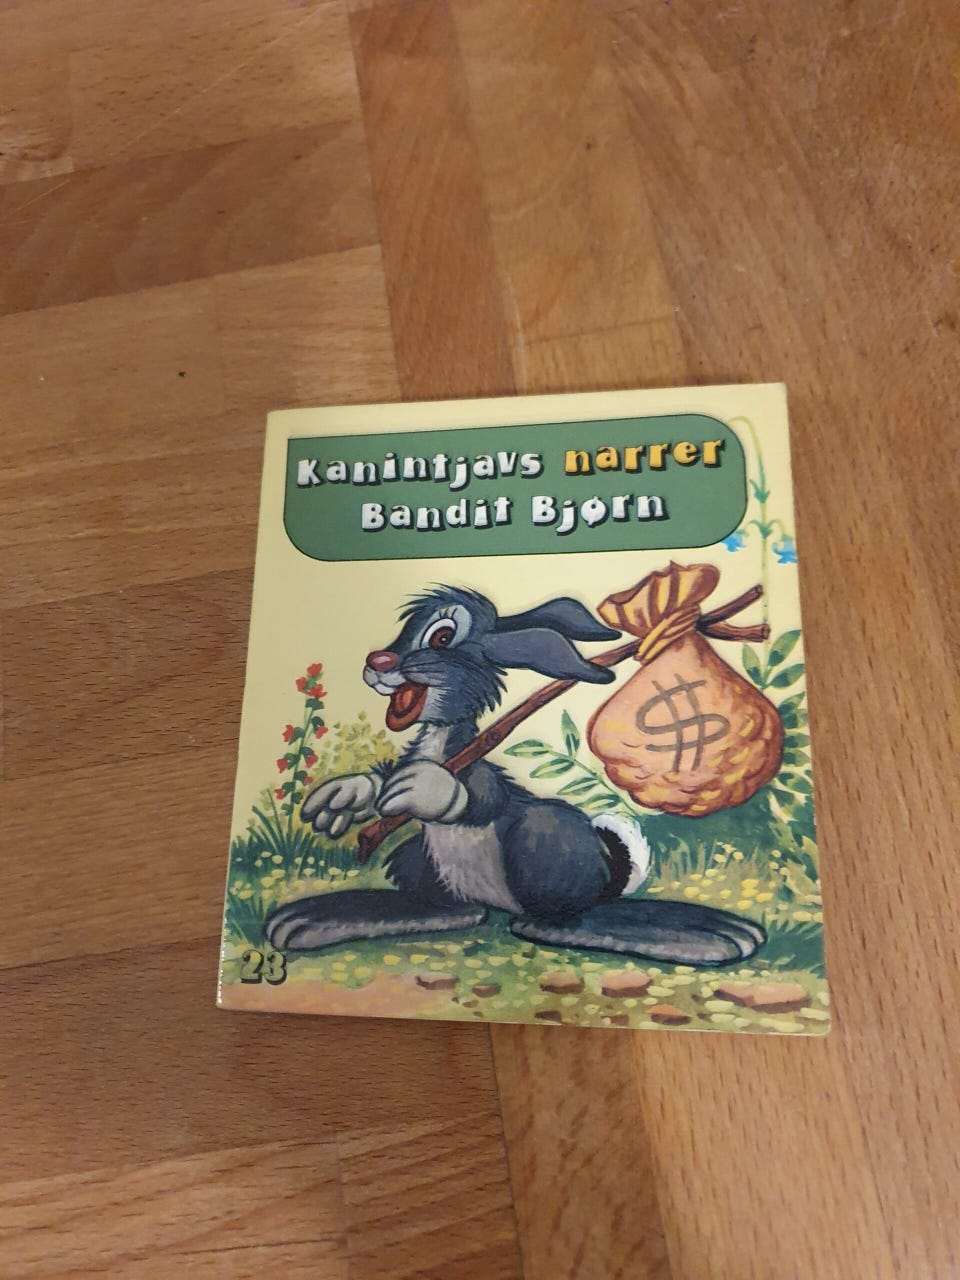 Kanintjavs narrer
Bandit Bjørn
$
23